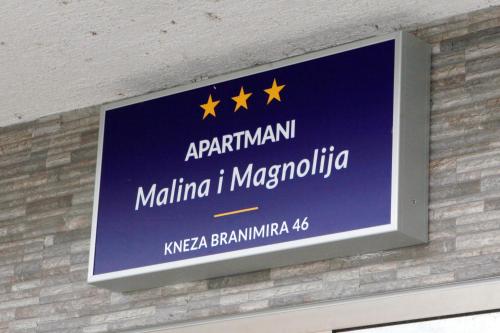 APARTMANI
Malina i Magnolija
KNEZA BRANIMIRA 46